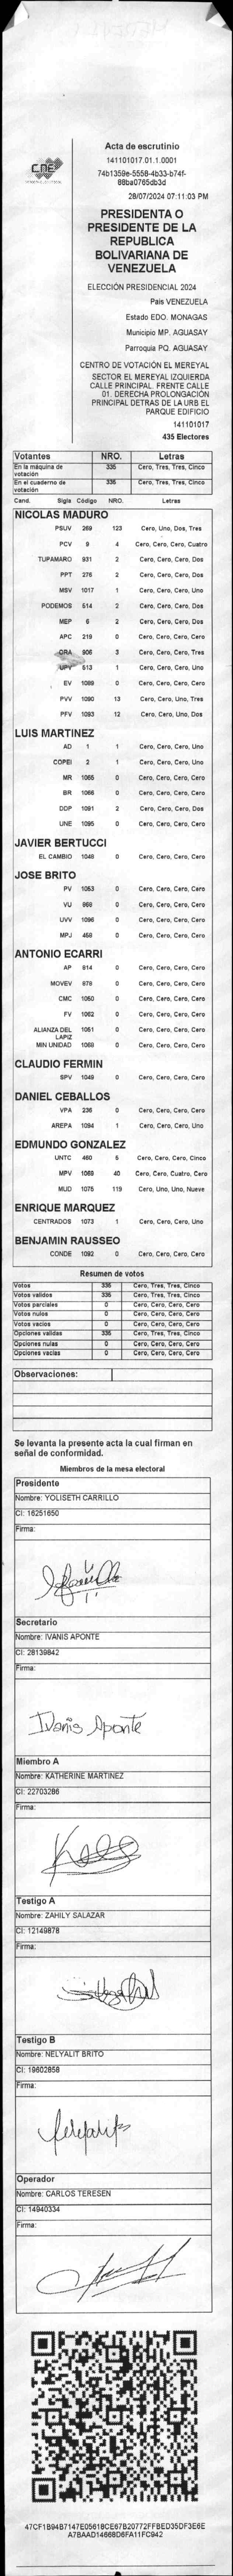 CNE
Acta de escrutinio
141101017.01.1.0001
74b1359e-5558-4b33-b74f-
88ba0765db3d
28/07/2024 07:11:03 PM
PRESIDENTA O
PRESIDENTE DE LA
REPUBLICA
BOLIVARIANA DE
VENEZUELA
ELECCIÓN PRESIDENCIAL 2024
País VENEZUELA
Estado EDO. MONAGAS
Municipio MP. AGUASAY
Parroquia PQ. AGUASAY
CENTRO DE VOTACIÓN EL MEREYAL
SECTOR EL MEREYAL IZQUIERDA
CALLE PRINCIPAL. FRENTE CALLE
01. DERECHA PROLONGACIÓN
PRINCIPAL DETRAS DE LA URB EL
PARQUE EDIFICIO
141101017
435 Electores
Votantes NRO. Letras
En la máquina de votación 335 Cero, Tres, Tres, Cinco
En el cuaderno de votación 335 Cero, Tres, Tres, Cinco
Cand. Sigla Código NRO. Letras
NICOLAS MADURO
PSUV 269 123 Cero, Uno, Dos, Tres
PCV 9 4 Cero, Cero, Cero, Cuatro
TUPAMARO 931 2 Cero, Cero, Cero, Dos
PPT 276 2 Cero, Cero, Cero, Dos
MSV 1017 1 Cero, Cero, Cero, Uno
PODEMOS 514 2 Cero, Cero, Cero, Dos
MEP 6 2 Cero, Cero, Cero, Dos
APC 219 0 Cero, Cero, Cero, Cero
ORA 906 3 Cero, Cero, Cero, Tres
UPV 513 1 Cero, Cero, Cero, Uno
EV 1089 0 Cero, Cero, Cero, Cero
PVV 1090 13 Cero, Cero, Uno, Tres
PFV 1093 12 Cero, Cero, Uno, Dos
LUIS MARTINEZ
AD 1 1 Cero, Cero, Cero, Uno
COPEI 2 1 Cero, Cero, Cero, Uno
MR 1065 0 Cero, Cero, Cero, Cero
BR 1066 0 Cero, Cero, Cero, Cero
DDP 1091 2 Cero, Cero, Cero, Dos
UNE 1095 0 Cero, Cero, Cero, Cero
JAVIER BERTUCCI
EL CAMBIO 1048 0 Cero, Cero, Cero, Cero
JOSE BRITO
PV 1053 0 Cero, Cero, Cero, Cero
VU 968 0 Cero, Cero, Cero, Cero
UVV 1096 0 Cero, Cero, Cero, Cero
MPJ 458 0 Cero, Cero, Cero, Cero
ANTONIO ECARRI
AP 814 0 Cero, Cero, Cero, Cero
MOVEV 878 0 Cero, Cero, Cero, Cero
CMC 1050 0 Cero, Cero, Cero, Cero
FV 1052 0 Cero, Cero, Cero, Cero
ALIANZA DEL LAPIZ 1051 0 Cero, Cero, Cero, Cero
MIN UNIDAD 1068 0 Cero, Cero, Cero, Cero
CLAUDIO FERMIN
SPV 1049 0 Cero, Cero, Cero, Cero
DANIEL CEBALLOS
VPA 236 0 Cero, Cero, Cero, Cero
AREPA 1094 1 Cero, Cero, Cero, Uno
EDMUNDO GONZALEZ
UNTC 460 5 Cero, Cero, Cero, Cinco
MPV 1069 40 Cero, Cero, Cuatro, Cero
MUD 1075 119 Cero, Uno, Uno, Nueve
ENRIQUE MARQUEZ
CENTRADOS 1073 1 Cero, Cero, Cero, Uno
BENJAMIN RAUSSEO
CONDE 1092 0 Cero, Cero, Cero, Cero
Resumen de votos
Votos 335 Cero, Tres, Tres, Cinco
Votos validos 335 Cero, Tres, Tres, Cinco
Votos parciales 0 Cero, Cero, Cero, Cero
Votos nulos 0 Cero, Cero, Cero, Cero
Votos vacios 0 Cero, Cero, Cero, Cero
Opciones validas 335 Cero, Tres, Tres, Cinco
Opciones nulas 0 Cero, Cero, Cero, Cero
Opciones vacias 0 Cero, Cero, Cero, Cero
Observaciones:
Se levanta la presente acta la cual firman en
señal de conformidad.
Miembros de la mesa electoral
Presidente
Nombre: YOLISETH CARRILLO
CI: 16251650
Firma:
Secretario
Nombre: IVANIS APONTE
CI: 28139842
Firma:
Ivanis Aponte
Miembro A
Nombre: KATHERINE MARTINEZ
CI: 22703286
Firma:
Testigo A
Nombre: ZAHILY SALAZAR
CI: 12149878
Firma:
Testigo B
Nombre: NELYALIT BRITO
CI: 19602858
Firma:
Operador
Nombre: CARLOS TERESEN
CI: 14940334
Firma:
47CF1B94B7147E05618CE67B20772FFBED35DF3E6E
A7BAAD14668D6FA11FC942